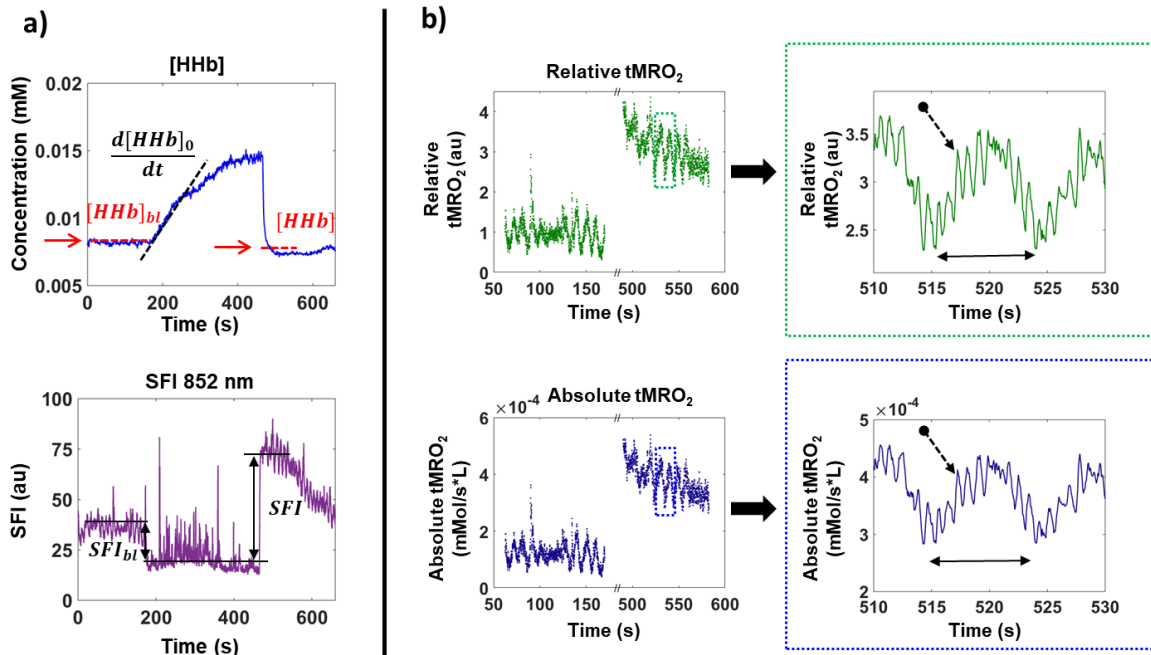 a)
[HHb]
Concentration (mM)
0.02
0.015
0.01
0.005
d[HHb]₀
dt
[HHb]bl
[HHb]
0 200 400 600
Time (s)
SFI 852 nm
SFI (au)
100
75
50
25
0
SFIbl
SFI
0 200 400 600
Time (s)
b)
Relative tMRO₂
Relative
tMRO₂ (au)
4
3
2
1
0
50 100 150 500 550 600
Time (s)
Relative
tMRO₂ (au)
3.5
3
2.5
510 515 520 525 530
Time (s)
Absolute tMRO₂
Absolute tMRO₂
(mMol/s*L)
×10⁻⁴
6
4
2
0
50 100 150 500 550 600
Time (s)
Absolute tMRO₂
(mMol/s*L)
×10⁻⁴
5
4
3
2
510 515 520 525 530
Time (s)